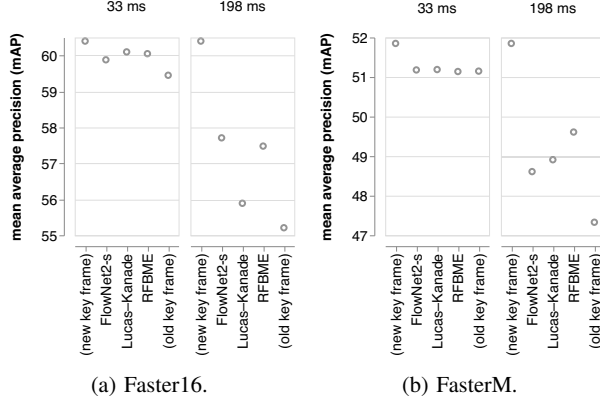 33 ms 198 ms
mean average precision (mAP)
60
59
58
57
56
55
(new key frame)
FlowNet2-s
Lucas–Kanade
RFBME
(old key frame)
(new key frame)
FlowNet2-s
Lucas–Kanade
RFBME
(old key frame)
(a) Faster16.
33 ms 198 ms
mean average precision (mAP)
52
51
50
49
48
47
(new key frame)
FlowNet2-s
Lucas–Kanade
RFBME
(old key frame)
(new key frame)
FlowNet2-s
Lucas–Kanade
RFBME
(old key frame)
(b) FasterM.